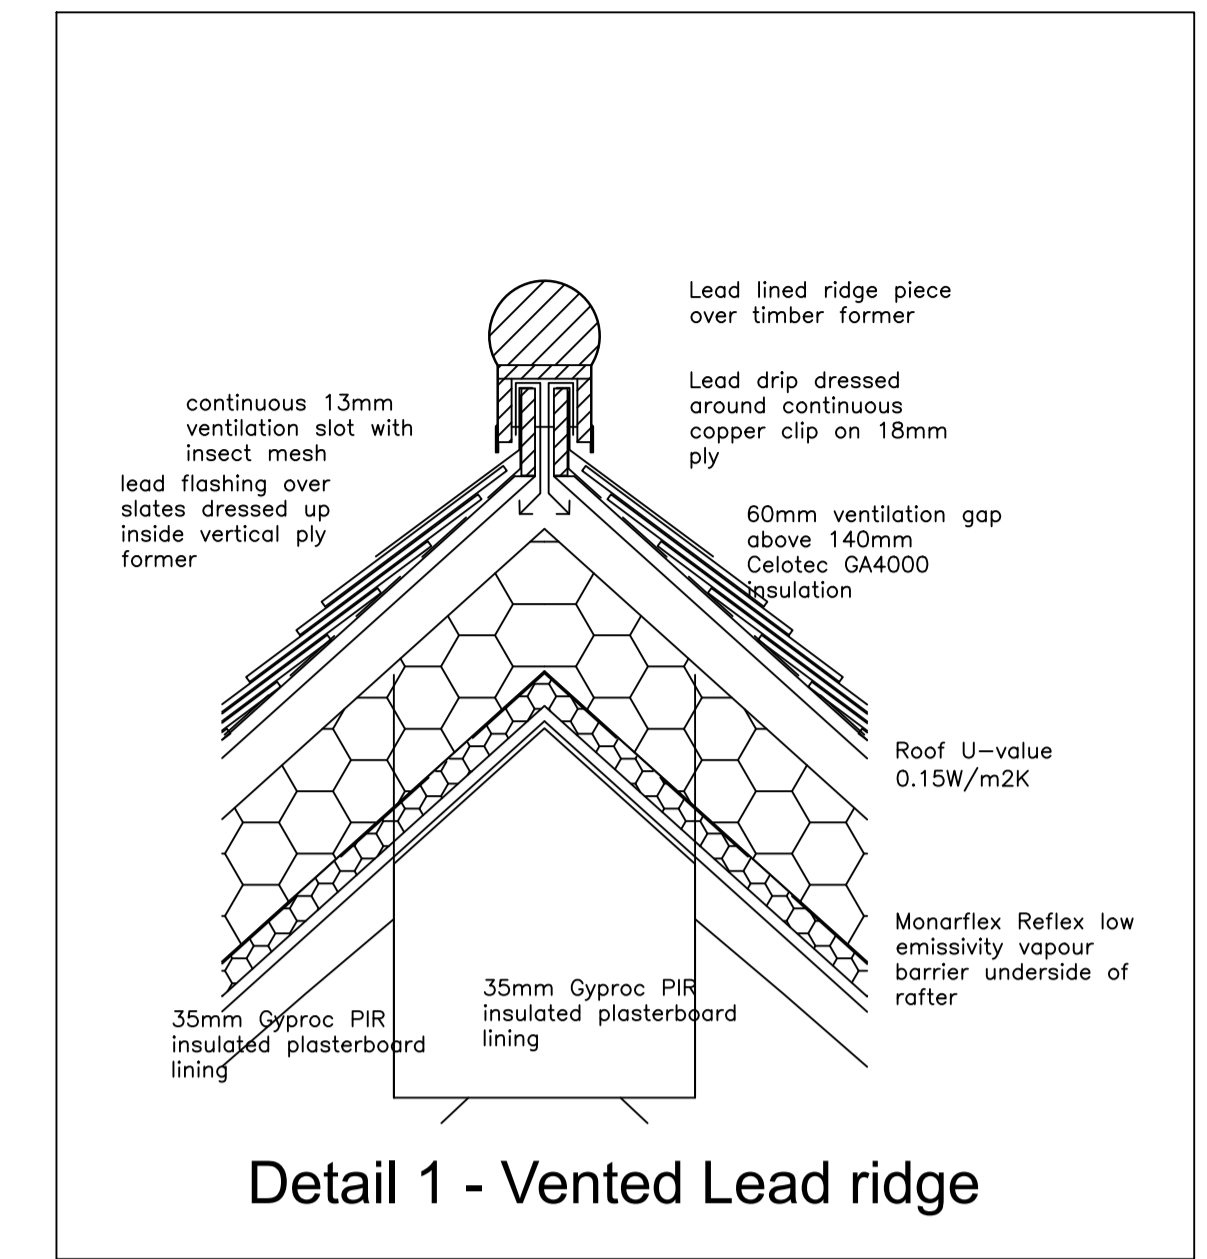 Lead lined ridge piece
over timber former
continuous 13mm
ventilation slot with
insect mesh
Lead drip dressed
around continuous
copper clip on 18mm
ply
lead flashing over
slates dressed up
inside vertical ply
former
60mm ventilation gap
above 140mm
Celotec GA4000
insulation
Roof U-value
0.15W/m2K
Monarflex Reflex low
emissivity vapour
barrier underside of
rafter
35mm Gyproc PIR
insulated plasterboard
lining
35mm Gyproc PIR
insulated plasterboard
lining
Detail 1 - Vented Lead ridge